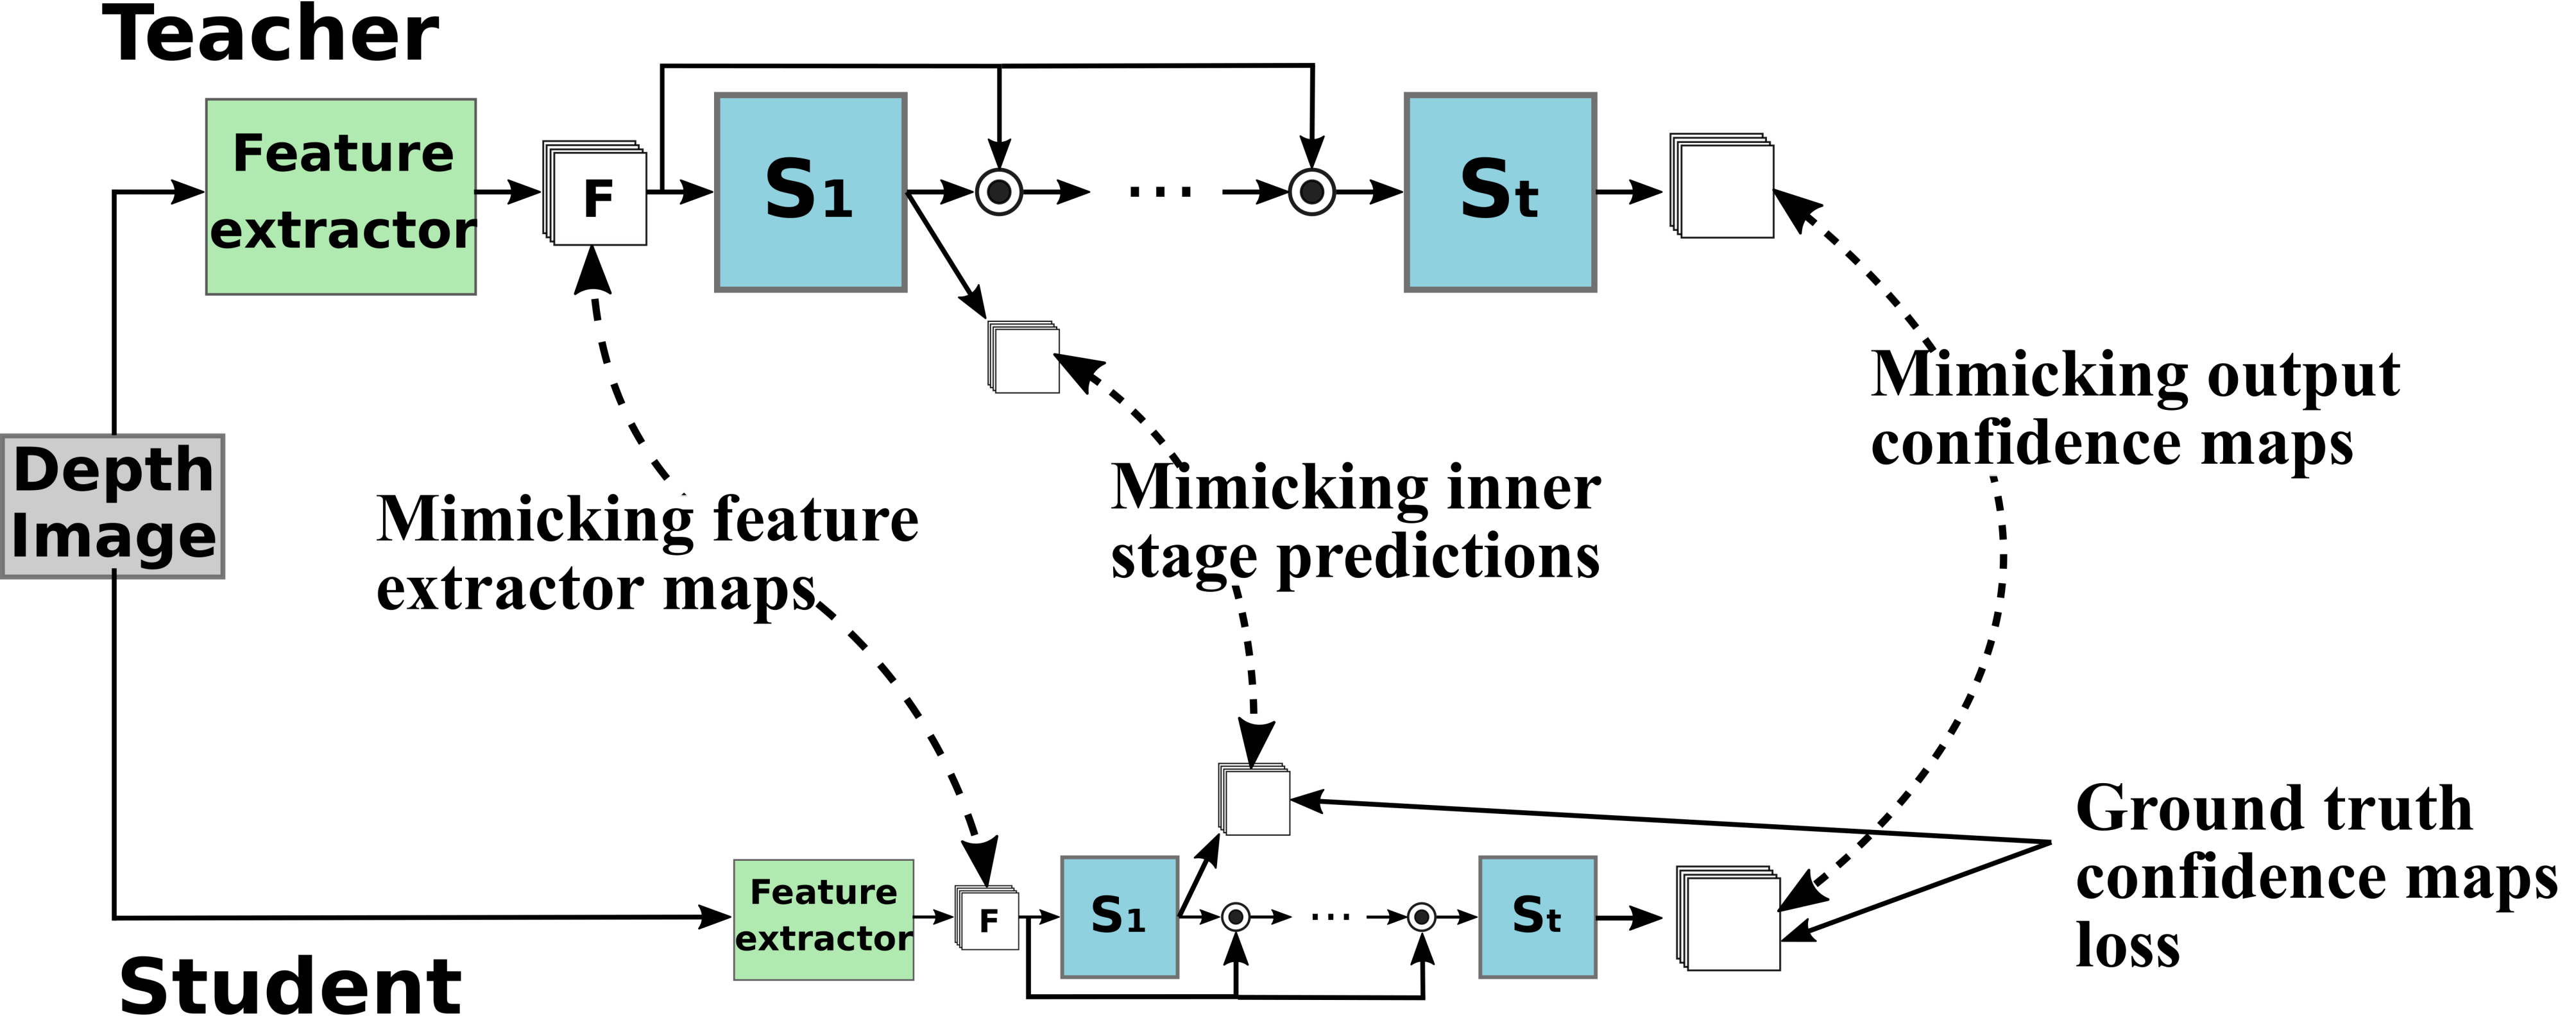 Teacher
Feature
extractor
F
S1
...
St
Mimicking output
confidence maps
Depth
Image
Mimicking feature
extractor maps
Mimicking inner
stage predictions
Ground truth
confidence maps
loss
Feature
extractor
F
S1
...
St
Student